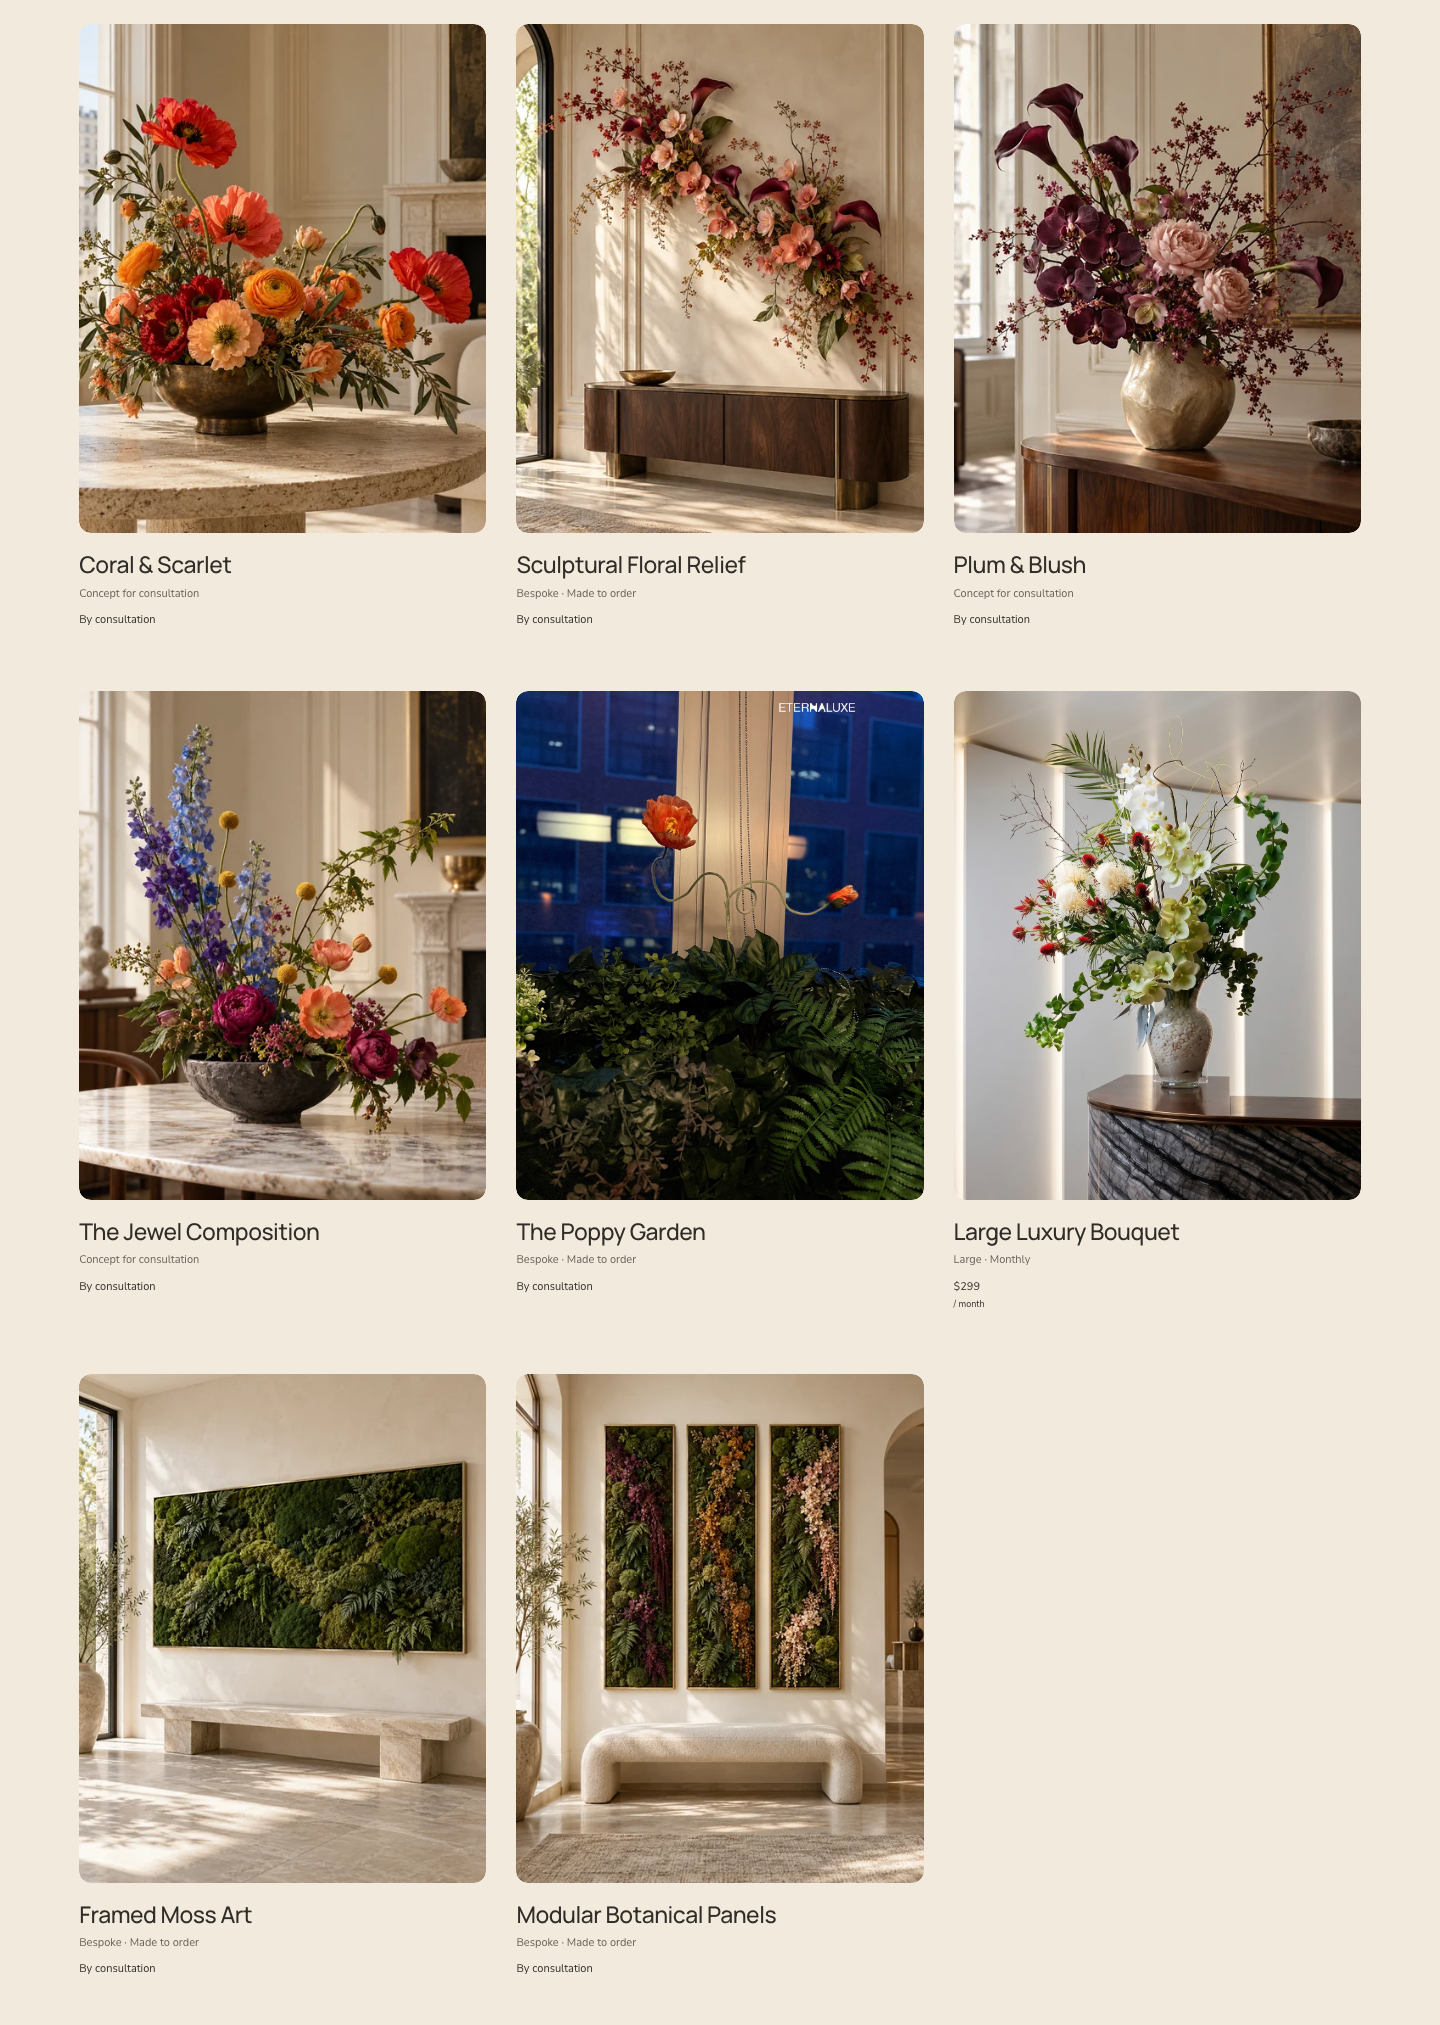 Coral & Scarlet
Concept for consultation
By consultation
Sculptural Floral Relief
Bespoke · Made to order
By consultation
Plum & Blush
Concept for consultation
By consultation
ETERNALUXE
The Jewel Composition
Concept for consultation
By consultation
The Poppy Garden
Bespoke · Made to order
By consultation
Large Luxury Bouquet
Large · Monthly
$299
/ month
Framed Moss Art
Bespoke · Made to order
By consultation
Modular Botanical Panels
Bespoke · Made to order
By consultation